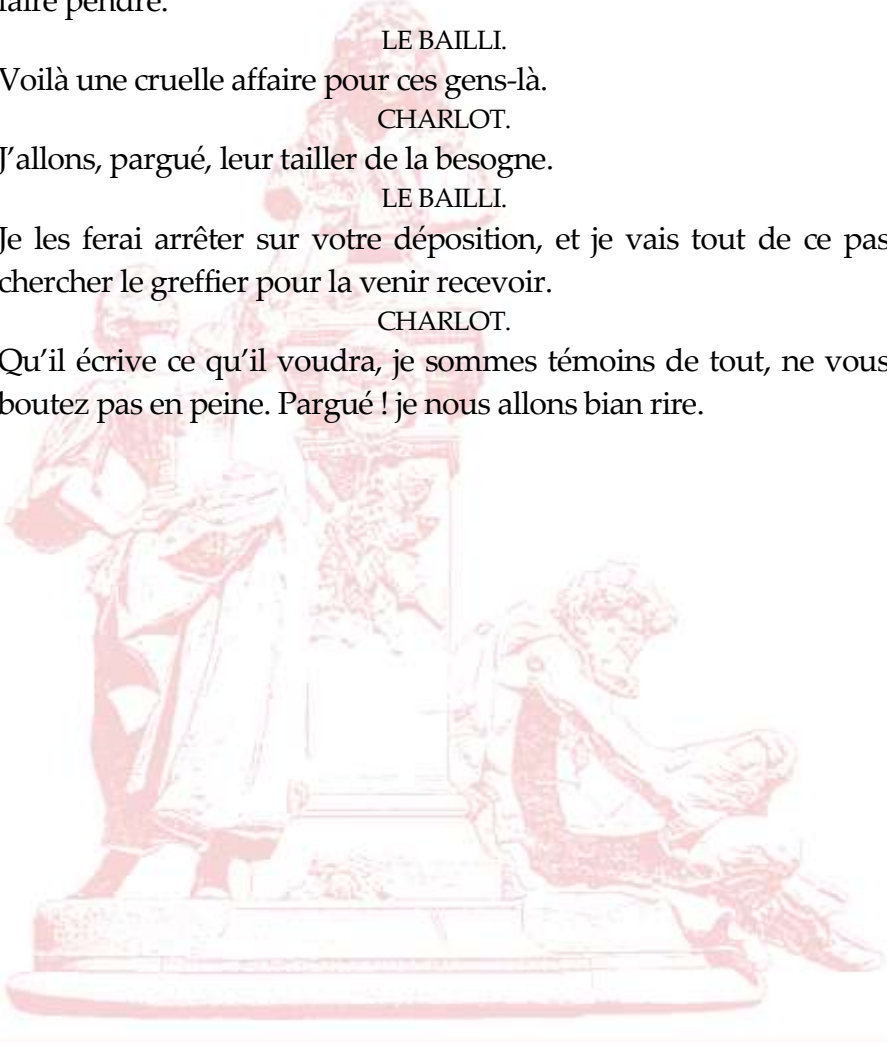 faire pendre.
LE BAILLI.
Voilà une cruelle affaire pour ces gens-là.
CHARLOT.
J’allons, pargué, leur tailler de la besogne.
LE BAILLI.
Je les ferai arrêter sur votre déposition, et je vais tout de ce pas
chercher le greffier pour la venir recevoir.
CHARLOT.
Qu’il écrive ce qu’il voudra, je sommes témoins de tout, ne vous
boutez pas en peine. Pargué ! je nous allons bian rire.